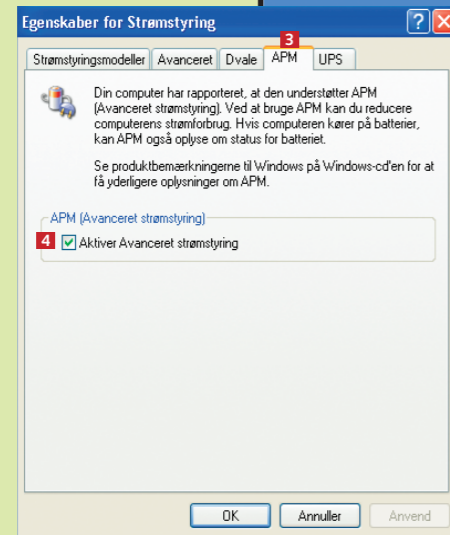 Egenskaber for Strømstyring
3
Strømstyringsmodeller Avanceret Dvale APM UPS
Din computer har rapporteret, at den understøtter APM
(Avanceret strømstyring). Ved at bruge APM kan du reducere
computerens strømforbrug. Hvis computeren kører på batterier,
kan APM også oplyse om status for batteriet.
Se produktbemærkningerne til Windows på Windows-cd'en for at
få yderligere oplysninger om APM.
APM (Avanceret strømstyring)
4 Aktiver Avanceret strømstyring
OK Annuller Anvend